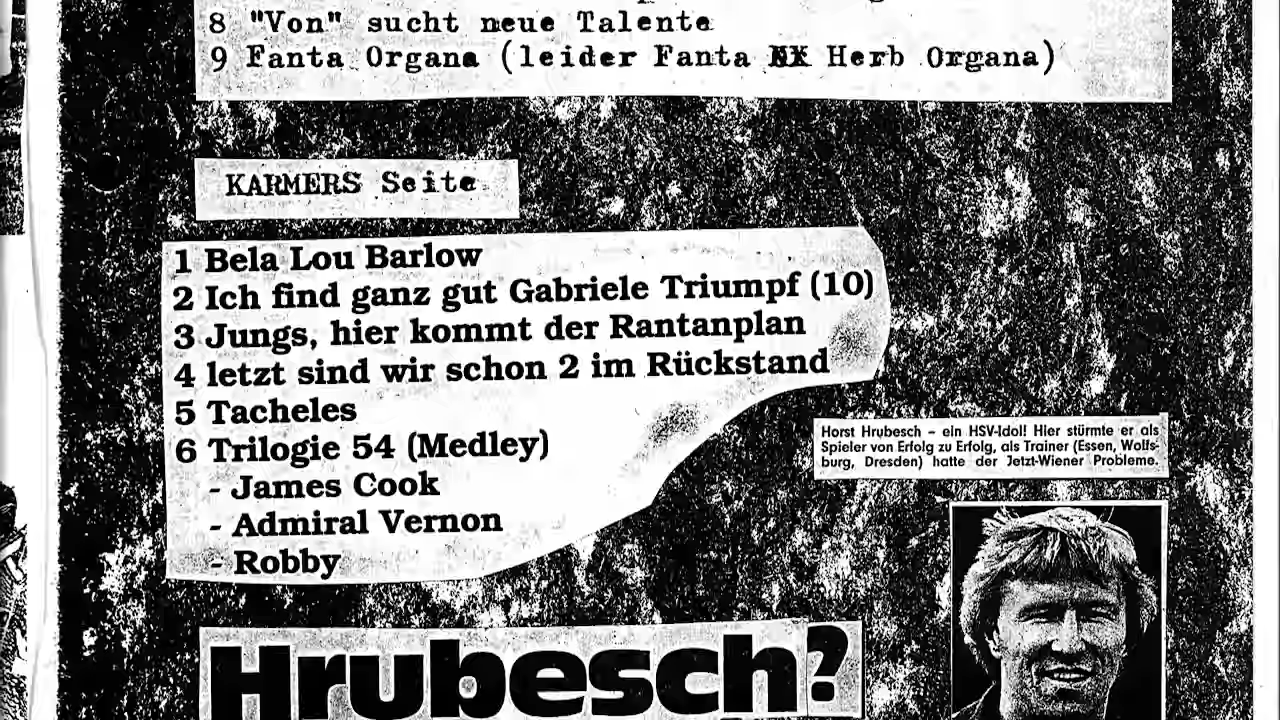 8 "Von" sucht neue Talente
9 Fanta Organa (leider Fanta Herb Organa)
KARMERS Seite
1 Bela Lou Barlow
2 Ich find ganz gut Gabriele Triumpf (10)
3 Jungs, hier kommt der Rantanplan
4 letzt sind wir schon 2 im Rückstand
5 Tacheles
6 Trilogie 54 (Medley)
- James Cook
- Admiral Vernon
- Robby
Horst Hrubesch – ein HSV-Idol! Hier stürmte er als
Spieler von Erfolg zu Erfolg, als Trainer (Essen, Wolfs-
burg, Dresden) hatte der Jetzt-Wiener Probleme.
Hrubesch?